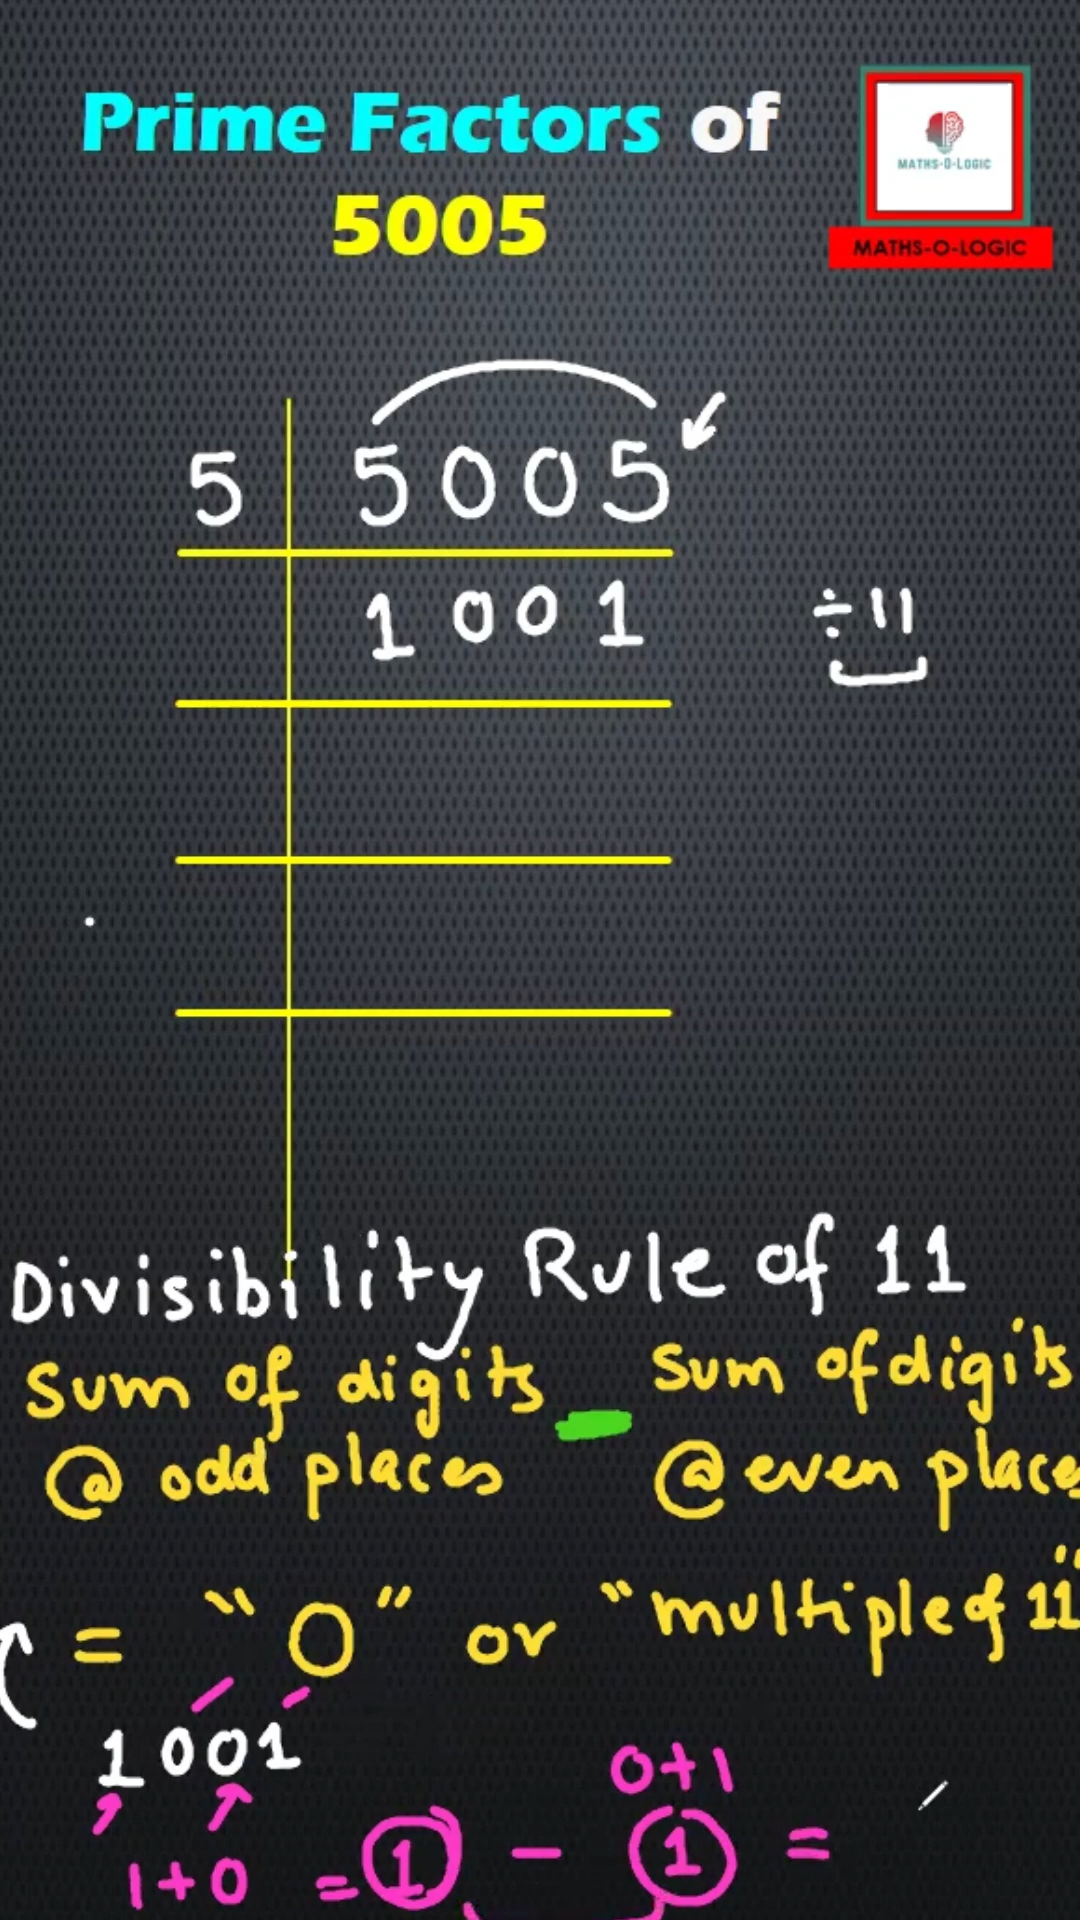 Prime Factors of
5005
MATHS-O-LOGIC
MATHS-O-LOGIC
5 5005
1001 ÷11
Divisibility Rule of 11
Sum of digits - Sum of digits
@ odd places @ even places
= "0" or "multiple of 11"
1001
0+1
1+0 = 1 - 1 =